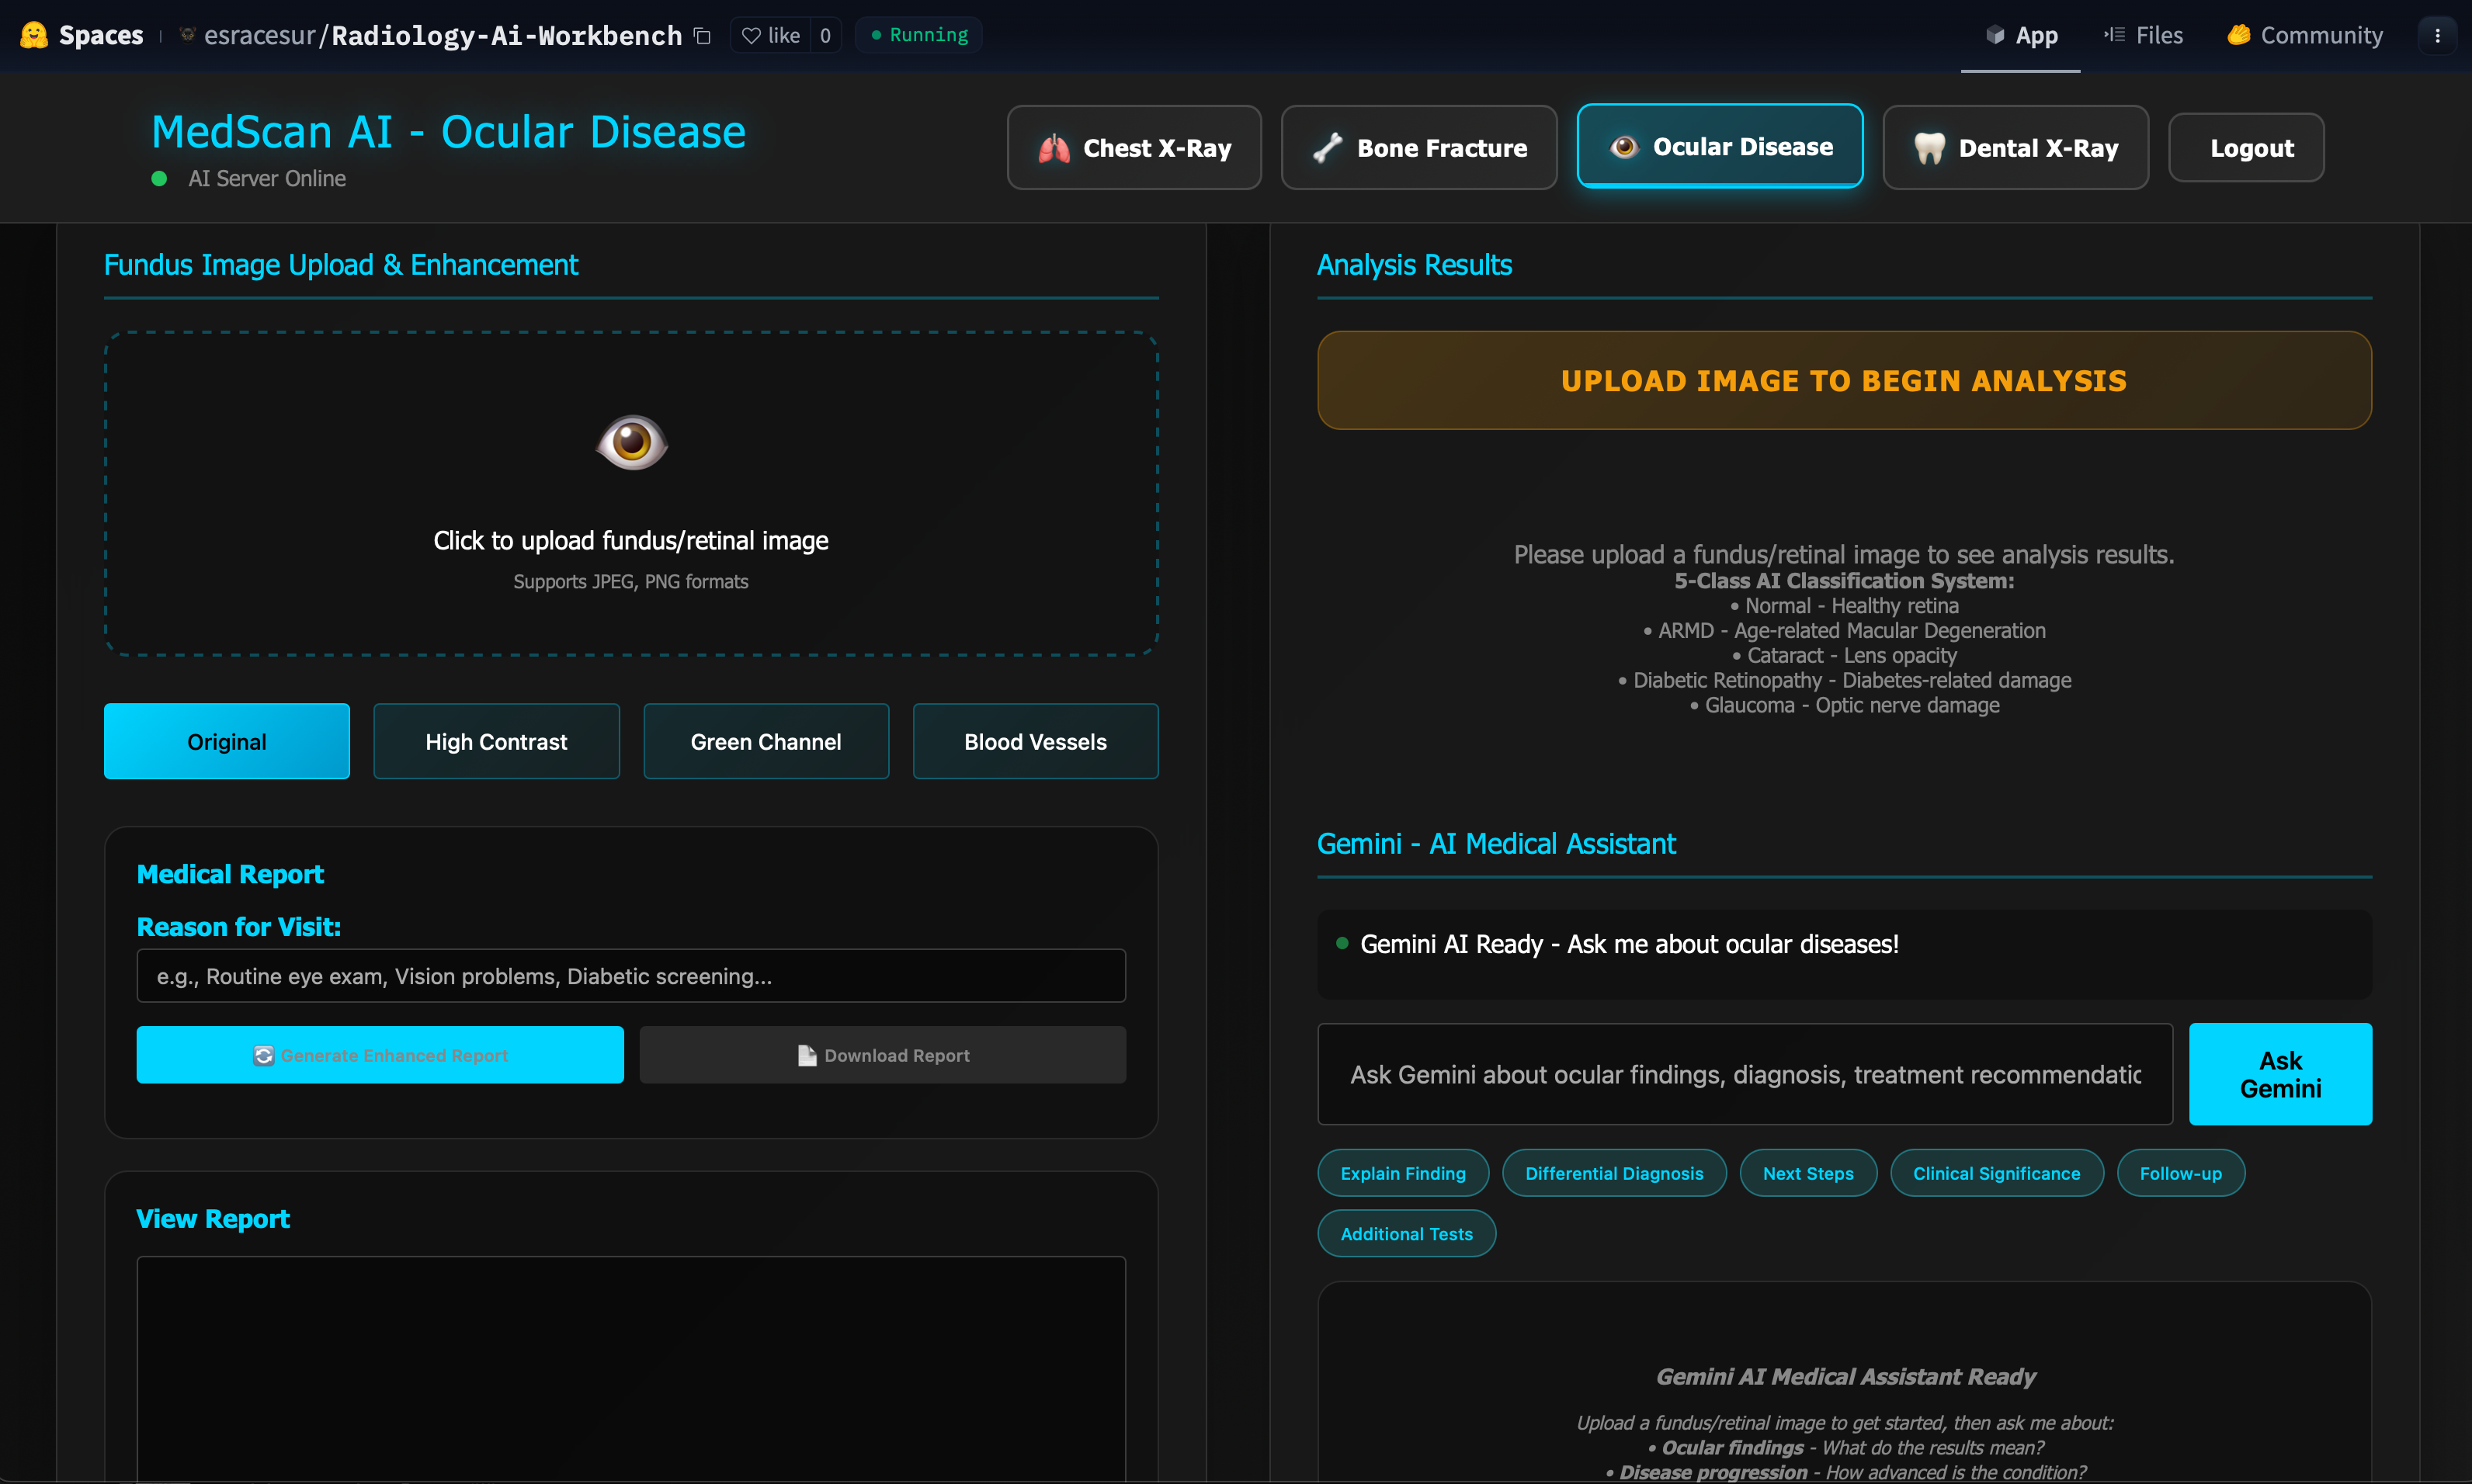 Spaces
esracesur/Radiology-Ai-Workbench
like 0
Running
App
Files
Community
MedScan AI - Ocular Disease
AI Server Online
Chest X-Ray
Bone Fracture
Ocular Disease
Dental X-Ray
Logout
Fundus Image Upload & Enhancement
Click to upload fundus/retinal image
Supports JPEG, PNG formats
Original
High Contrast
Green Channel
Blood Vessels
Medical Report
Reason for Visit:
e.g., Routine eye exam, Vision problems, Diabetic screening...
Generate Enhanced Report
Download Report
View Report
Analysis Results
UPLOAD IMAGE TO BEGIN ANALYSIS
Please upload a fundus/retinal image to see analysis results.
5-Class AI Classification System:
• Normal - Healthy retina
• ARMD - Age-related Macular Degeneration
• Cataract - Lens opacity
• Diabetic Retinopathy - Diabetes-related damage
• Glaucoma - Optic nerve damage
Gemini - AI Medical Assistant
Gemini AI Ready - Ask me about ocular diseases!
Ask Gemini about ocular findings, diagnosis, treatment recommendatic
Ask
Gemini
Explain Finding
Differential Diagnosis
Next Steps
Clinical Significance
Follow-up
Additional Tests
Gemini AI Medical Assistant Ready
Upload a fundus/retinal image to get started, then ask me about:
• Ocular findings - What do the results mean?
• Disease progression - How advanced is the condition?